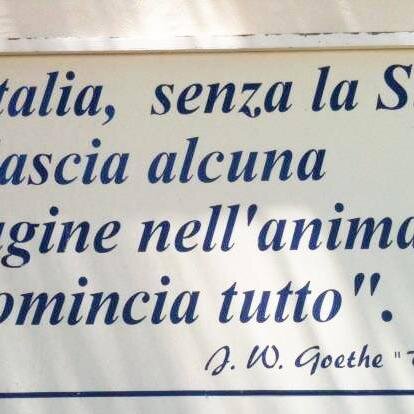 talia, senza la S
lascia alcuna
agine nell'anima
omincia tutto".
J. W. Goethe "